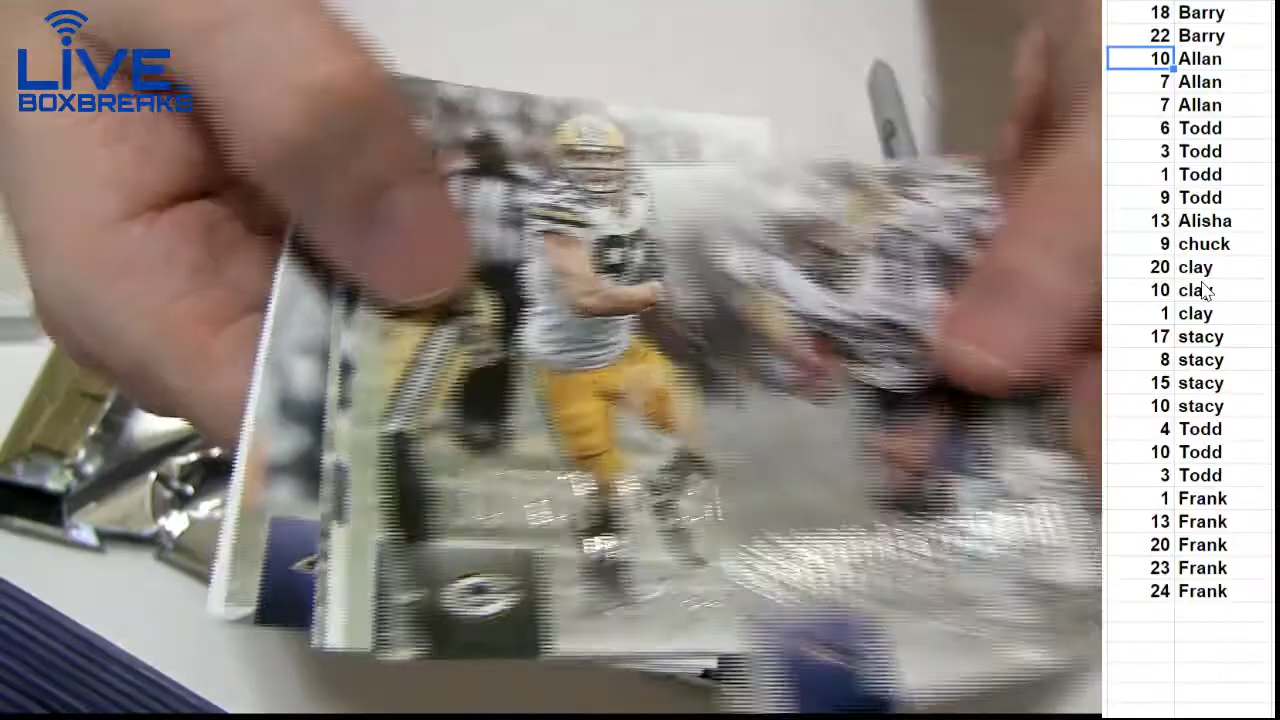 LIVE
BOXBREAKS
18 Barry
22 Barry
10 Allan
7 Allan
7 Allan
6 Todd
3 Todd
1 Todd
9 Todd
13 Alisha
9 chuck
20 clay
10 clay
1 clay
17 stacy
8 stacy
15 stacy
10 stacy
4 Todd
10 Todd
3 Todd
1 Frank
13 Frank
20 Frank
23 Frank
24 Frank